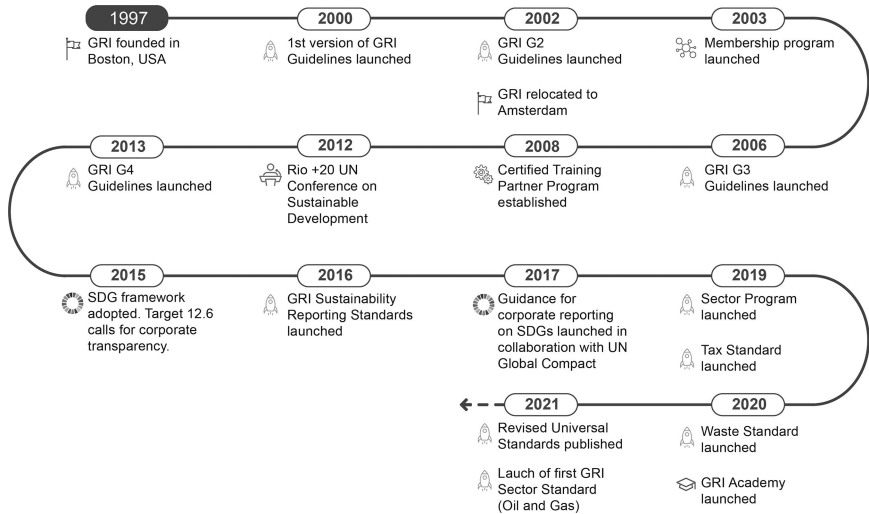 1997
GRI founded in
Boston, USA
2000
1st version of GRI
Guidelines launched
2002
GRI G2
Guidelines launched
GRI relocated to
Amsterdam
2003
Membership program
launched
2006
GRI G3
Guidelines launched
2008
Certified Training
Partner Program
established
2012
Rio +20 UN
Conference on
Sustainable
Development
2013
GRI G4
Guidelines launched
2015
SDG framework
adopted. Target 12.6
calls for corporate
transparency.
2016
GRI Sustainability
Reporting Standards
launched
2017
Guidance for
corporate reporting
on SDGs launched in
collaboration with UN
Global Compact
2019
Sector Program
launched
Tax Standard
launched
2020
Waste Standard
launched
GRI Academy
launched
2021
Revised Universal
Standards published
Lauch of first GRI
Sector Standard
(Oil and Gas)